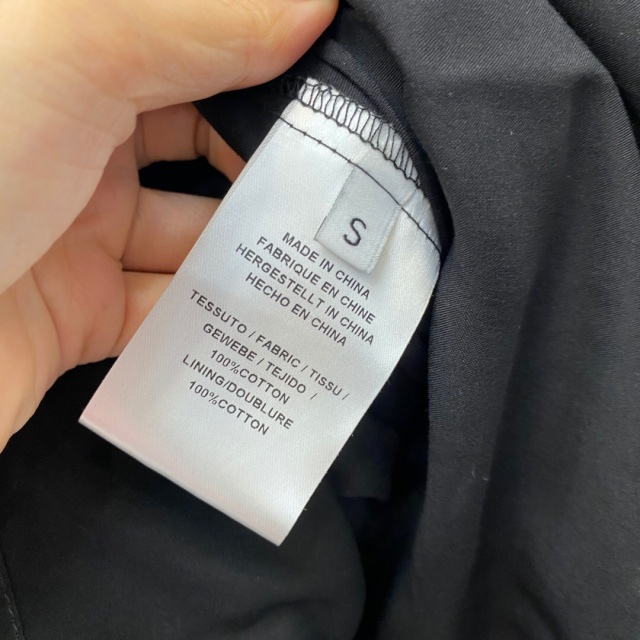 S
MADE IN CHINA
FABRIQUE EN CHINE
HERGESTELLT IN CHINA
HECHO EN CHINA
TESSUTO / FABRIC / TISSU /
GEWEBE / TEJIDO /
100%COTTON
LINING/DOUBLURE
100%COTTON